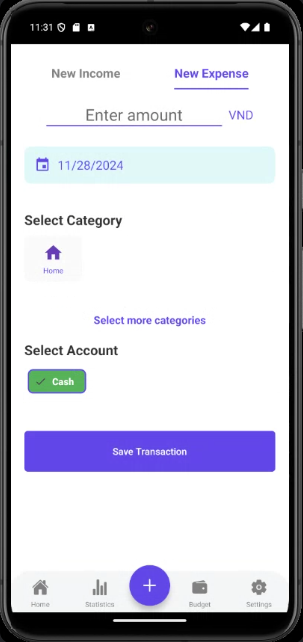 11:31
New Income New Expense
Enter amount VND
11/28/2024
Select Category
Home
Select more categories
Select Account
Cash
Save Transaction
Home Statistics Budget Settings